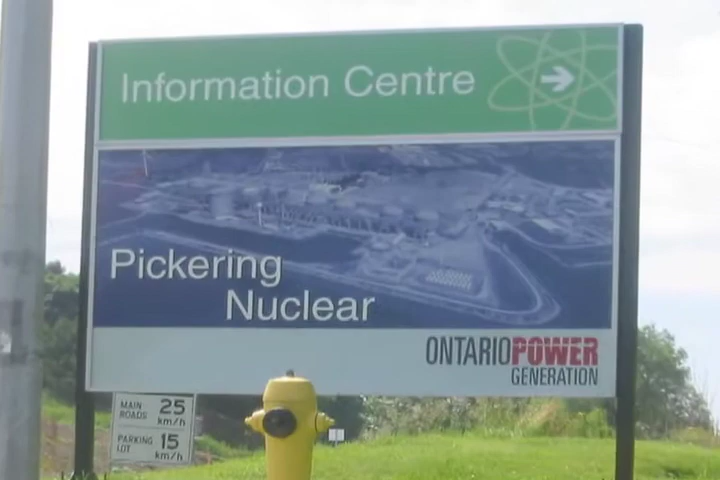 Information Centre
Pickering
Nuclear
ONTARIOPOWER
GENERATION
MAIN ROADS 25 km/h
PARKING LOT 15 km/h